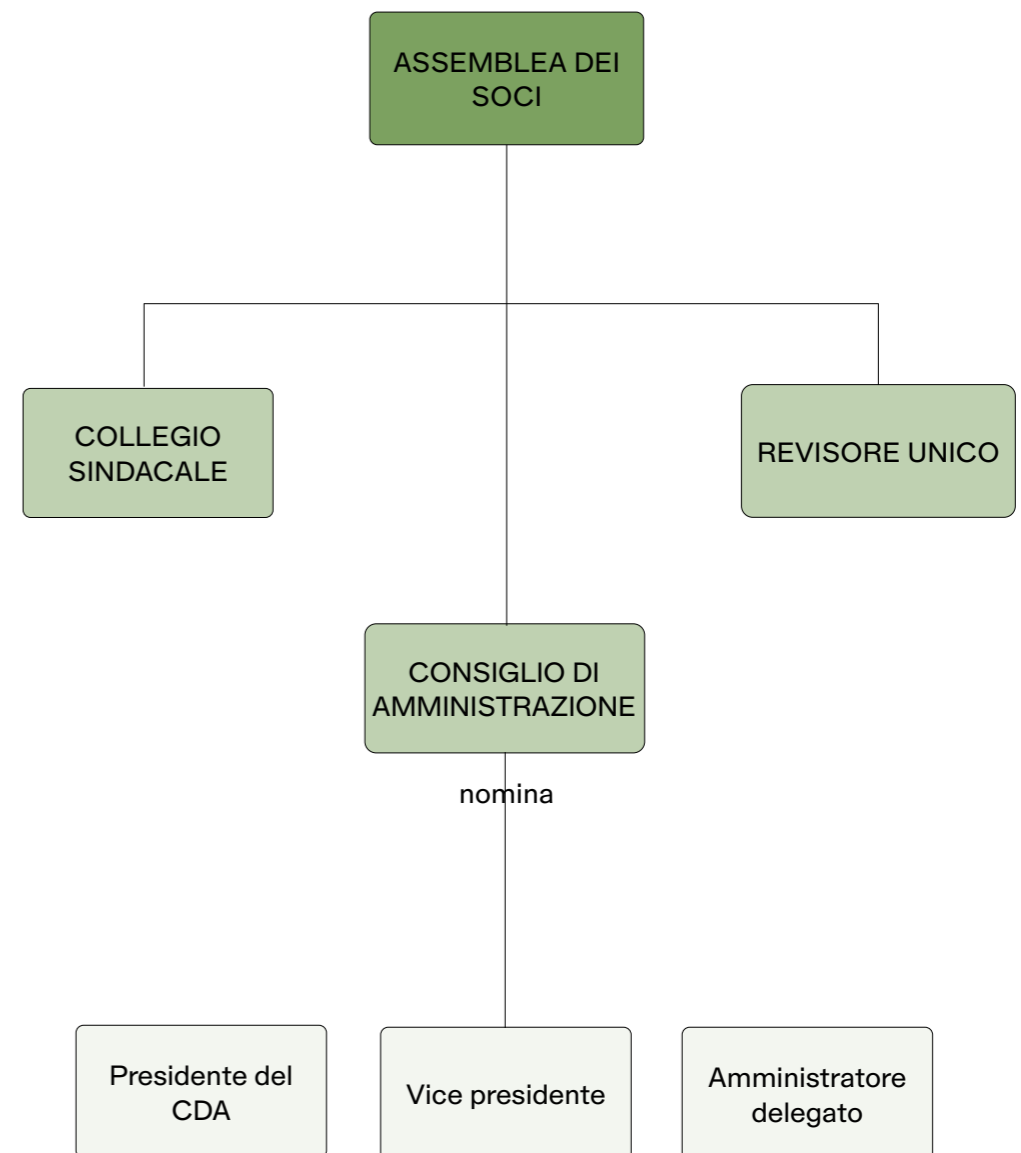 ASSEMBLEA DEI
SOCI
COLLEGIO
SINDACALE
REVISORE UNICO
CONSIGLIO DI
AMMINISTRAZIONE
nomina
Presidente del
CDA
Vice presidente
Amministratore
delegato